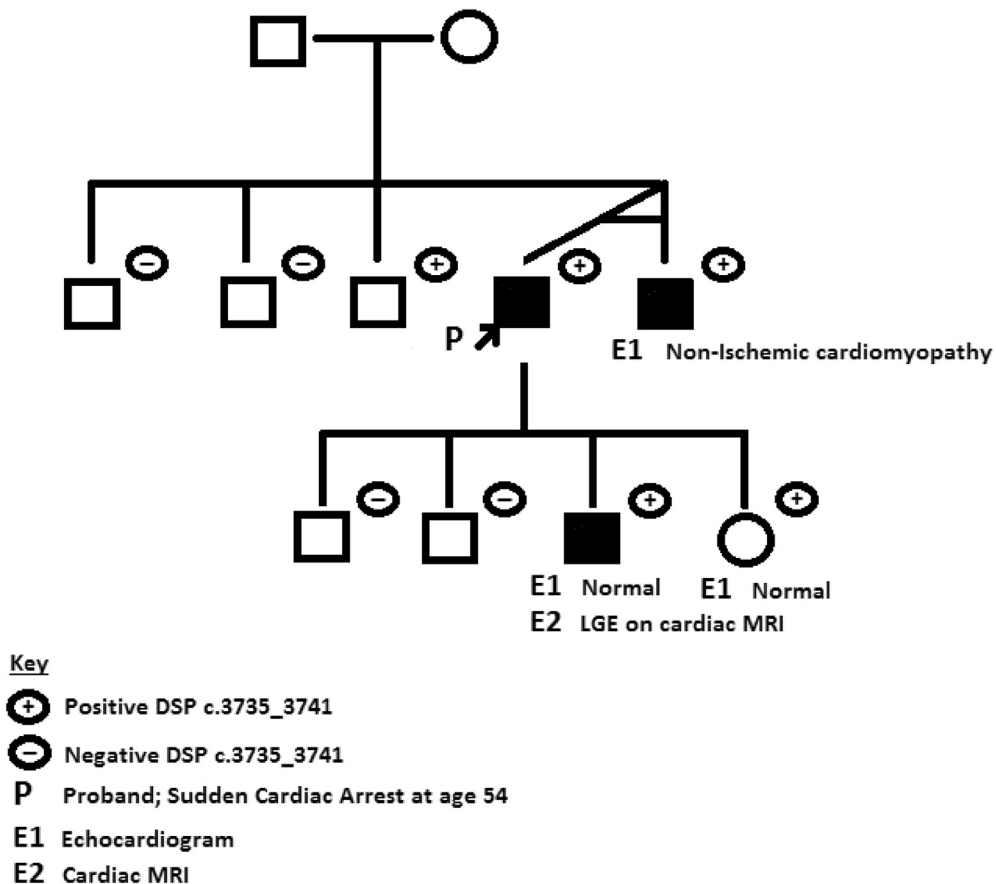 − − + + +
P
E1 Non-Ischemic cardiomyopathy
− − + +
E1 Normal E1 Normal
E2 LGE on cardiac MRI
Key
+ Positive DSP c.3735_3741
− Negative DSP c.3735_3741
P Proband; Sudden Cardiac Arrest at age 54
E1 Echocardiogram
E2 Cardiac MRI